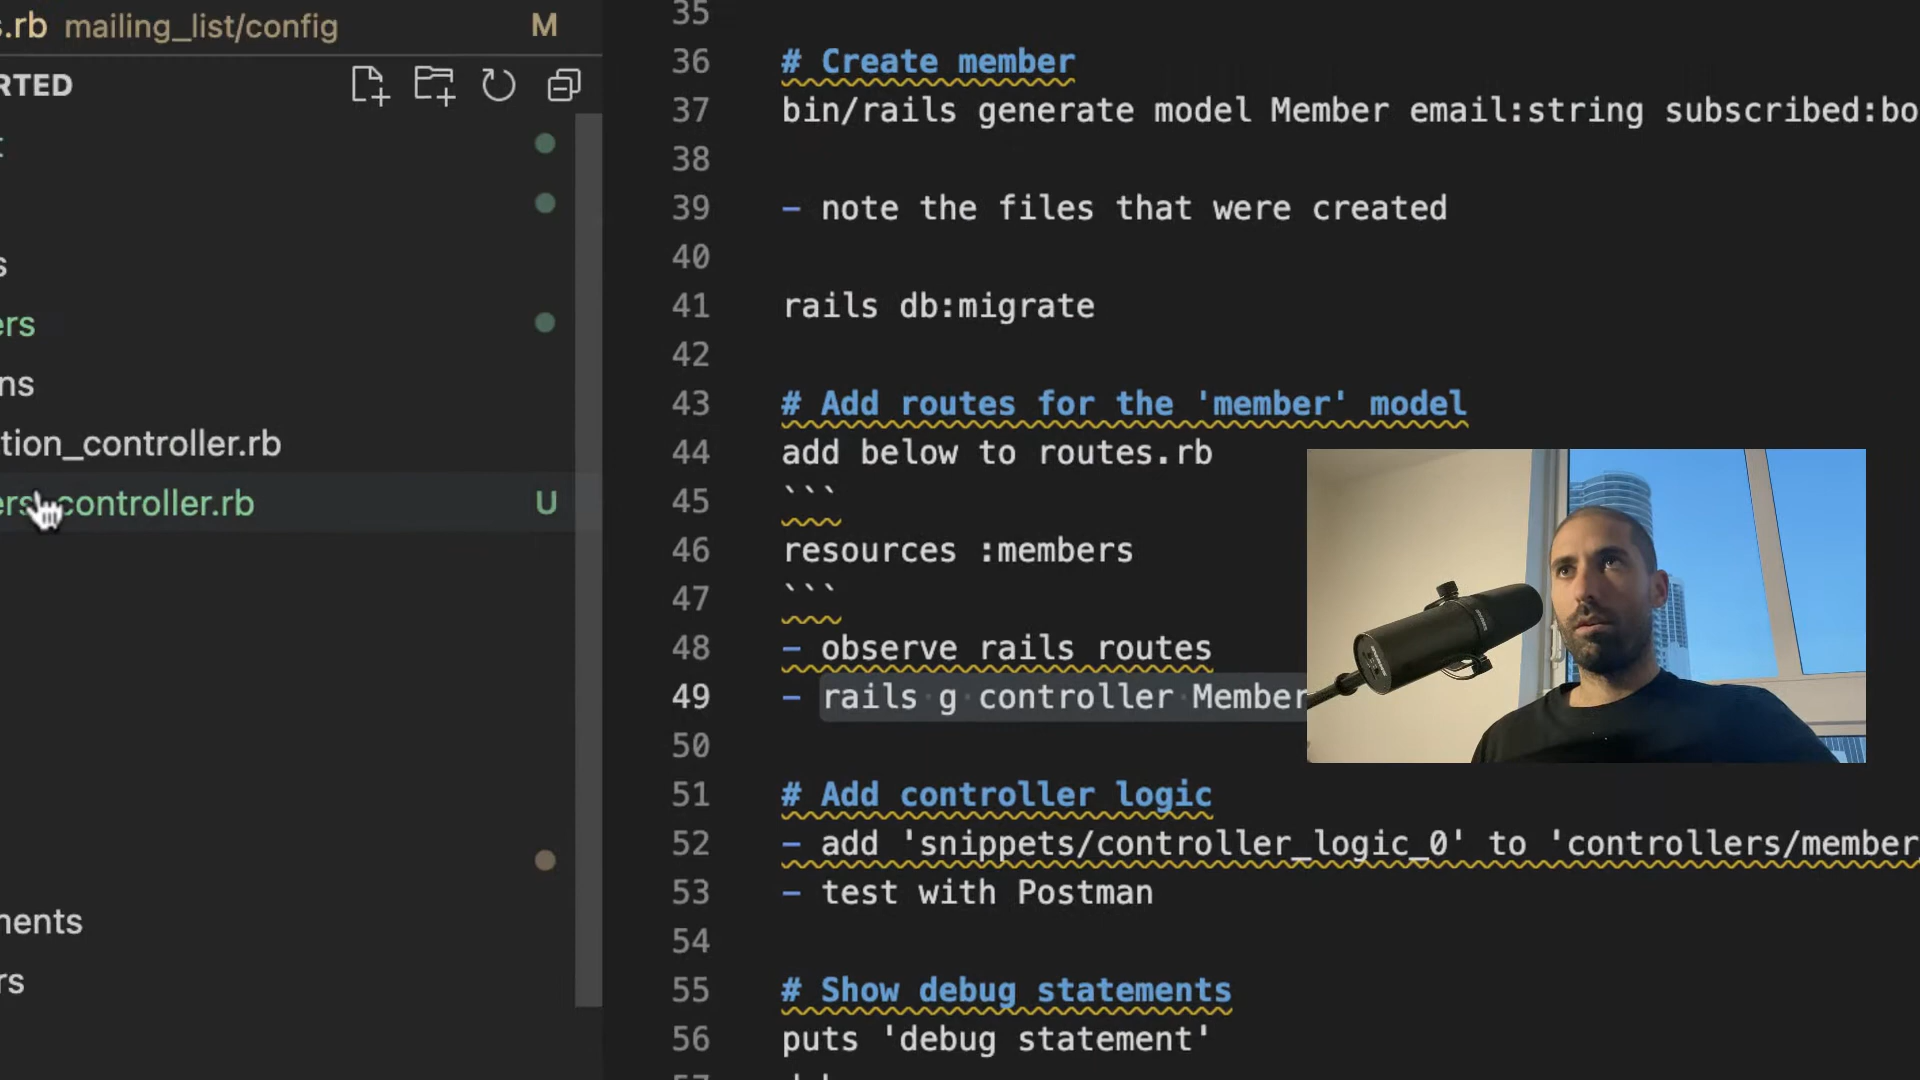 s.rb mailing_list/config M
RTED
ers
ns
tion_controller.rb
ers_controller.rb U
ments
rs
35
36 # Create member
37 bin/rails generate model Member email:string subscribed:bo
38
39 - note the files that were created
40
41 rails db:migrate
42
43 # Add routes for the 'member' model
44 add below to routes.rb
45 ```
46 resources :members
47 ```
48 - observe rails routes
49 - rails g controller Member
50
51 # Add controller logic
52 - add 'snippets/controller_logic_0' to 'controllers/member
53 - test with Postman
54
55 # Show debug statements
56 puts 'debug statement'